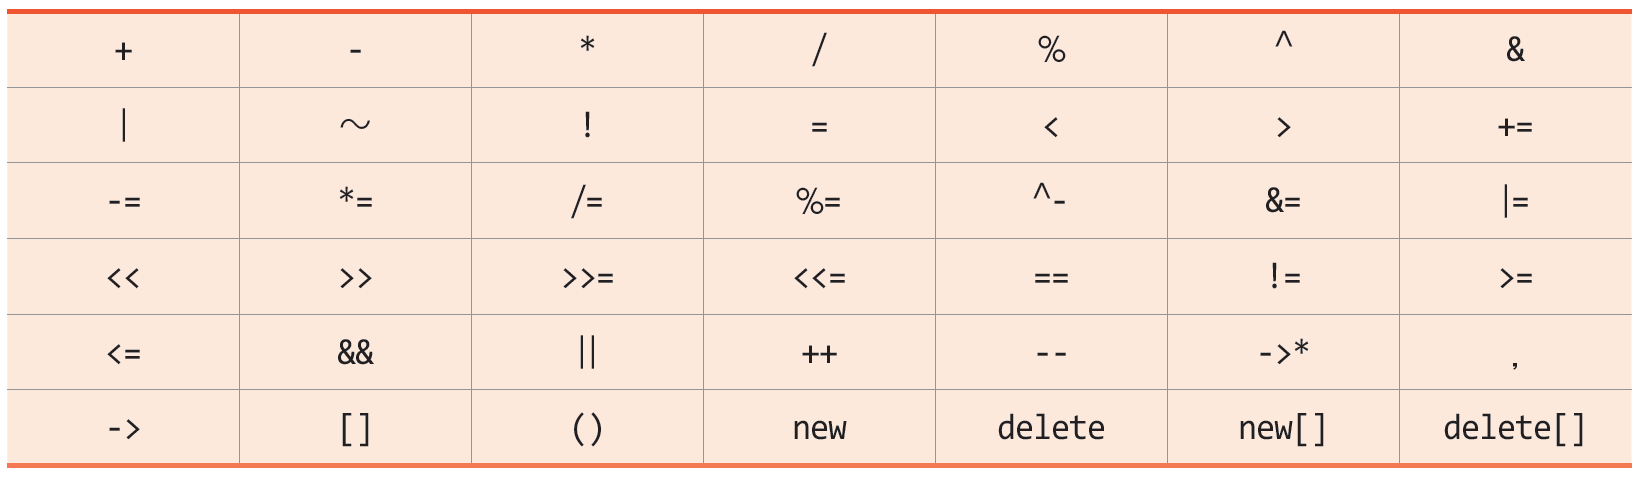 + - * / % ^ &
| ~ ! = < > +=
-= *= /= %= ^- &= |=
<< >> >>= <<= == != >=
<= && || ++ -- ->* ,
-> [] () new delete new[] delete[]